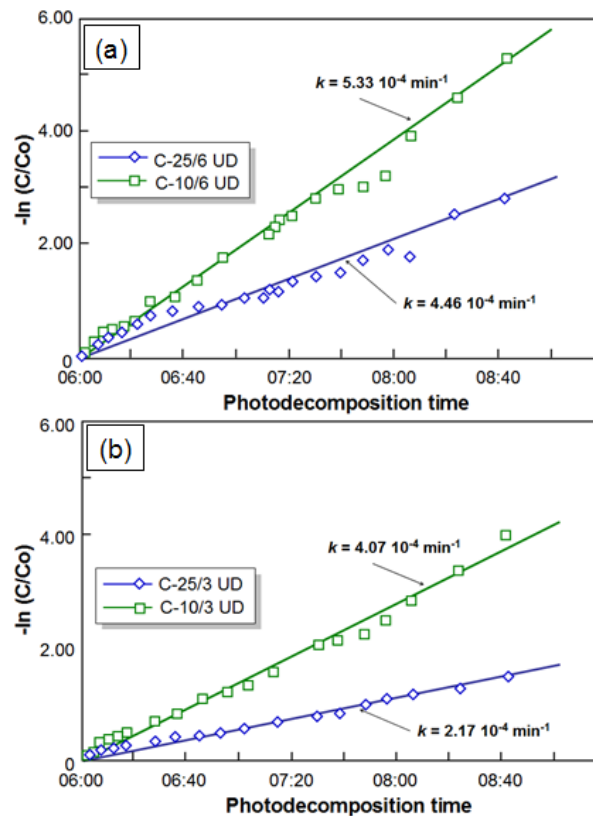 (a)
6.00
4.00
2.00
0
-ln (C/Co)
k = 5.33 10-4 min-1
C-25/6 UD
C-10/6 UD
k = 4.46 10-4 min-1
06:00 06:40 07:20 08:00 08:40
Photodecomposition time
(b)
6.00
4.00
2.00
0.00
-ln (C/Co)
k = 4.07 10-4 min-1
C-25/3 UD
C-10/3 UD
k = 2.17 10-4 min-1
06:00 06:40 07:20 08:00 08:40
Photodecomposition time